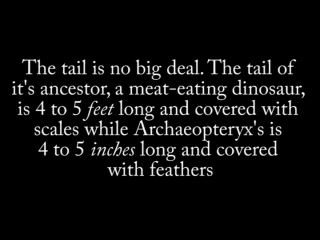 The tail is no big deal. The tail of
it's ancestor, a meat-eating dinosaur,
is 4 to 5 feet long and covered with
scales while Archaeopteryx's is
4 to 5 inches long and covered
with feathers